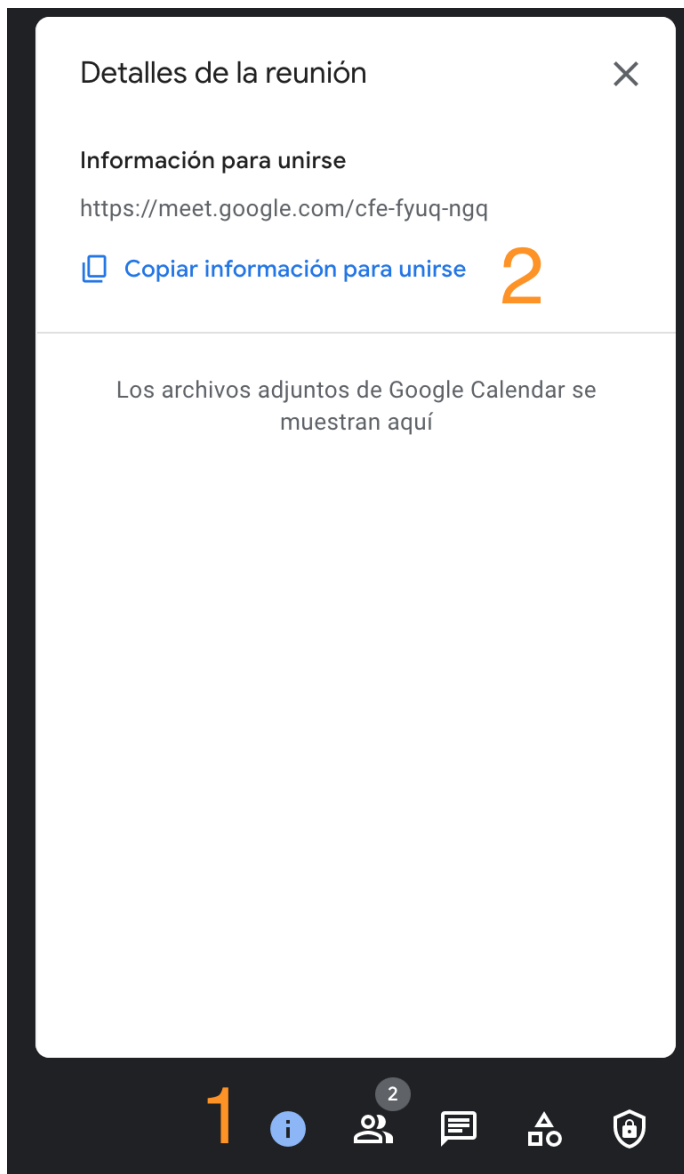 Detalles de la reunión
Información para unirse
https://meet.google.com/cfe-fyuq-ngq
Copiar información para unirse
2
Los archivos adjuntos de Google Calendar se
muestran aquí
1
2